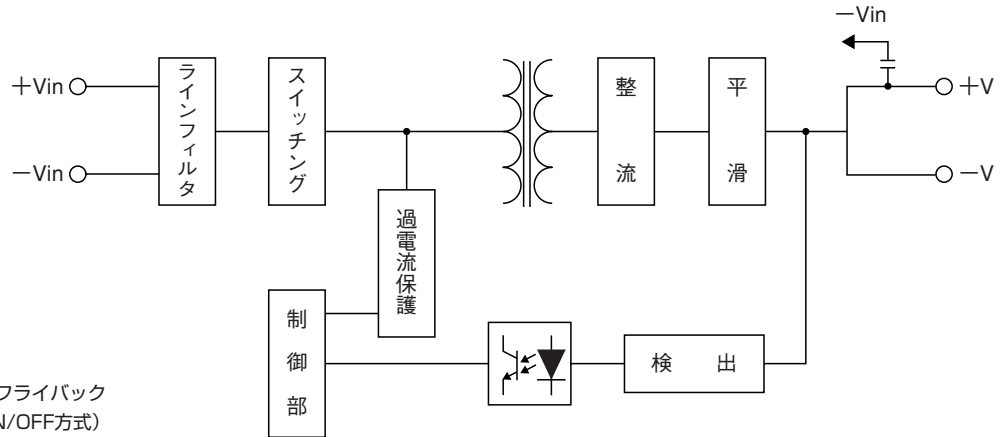 −Vin
+Vin
−Vin
ラインフィルタ
スイッチング
整流
平滑
+V
−V
過電流保護
制御部
検出
フライバック
N/OFF方式）